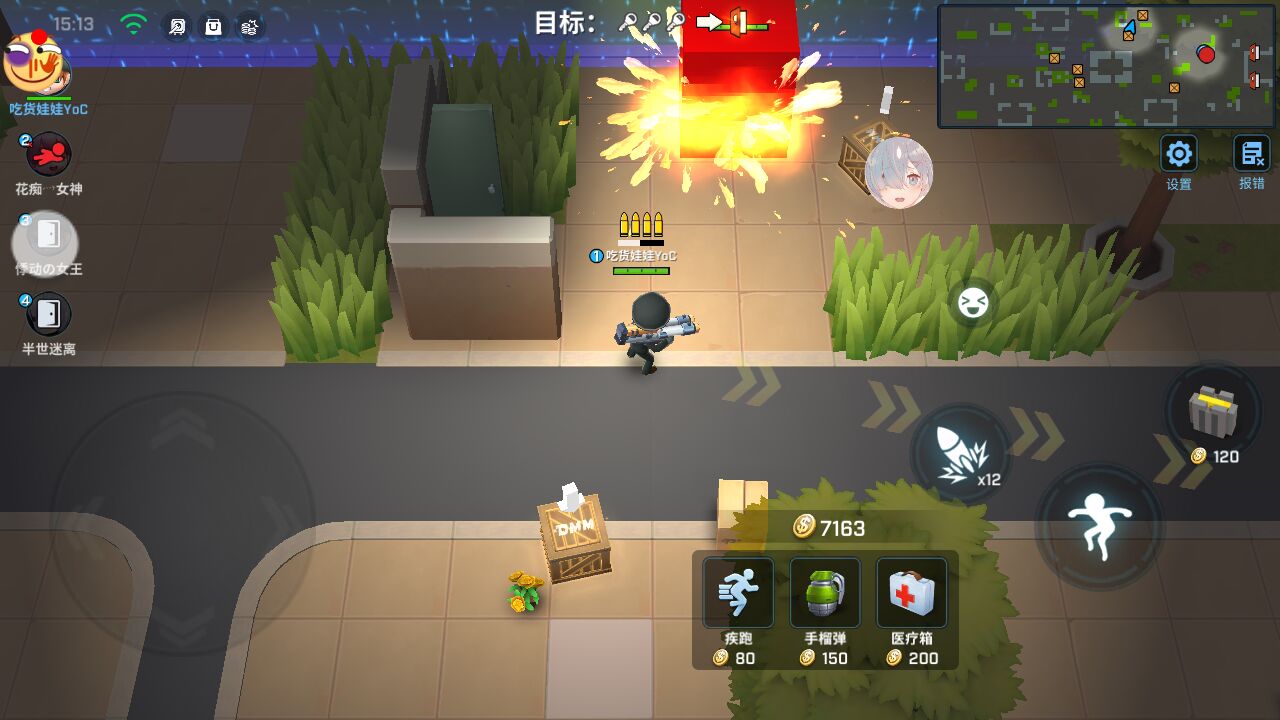 15:13
目标：
吃货娃娃YoC
2
花痴┈女神
3
悸动の女王
4
半世迷离
1 吃货娃娃YoC
设置
报错
x12
120
DMM
7163
疾跑
手榴弹
医疗箱
80
150
200